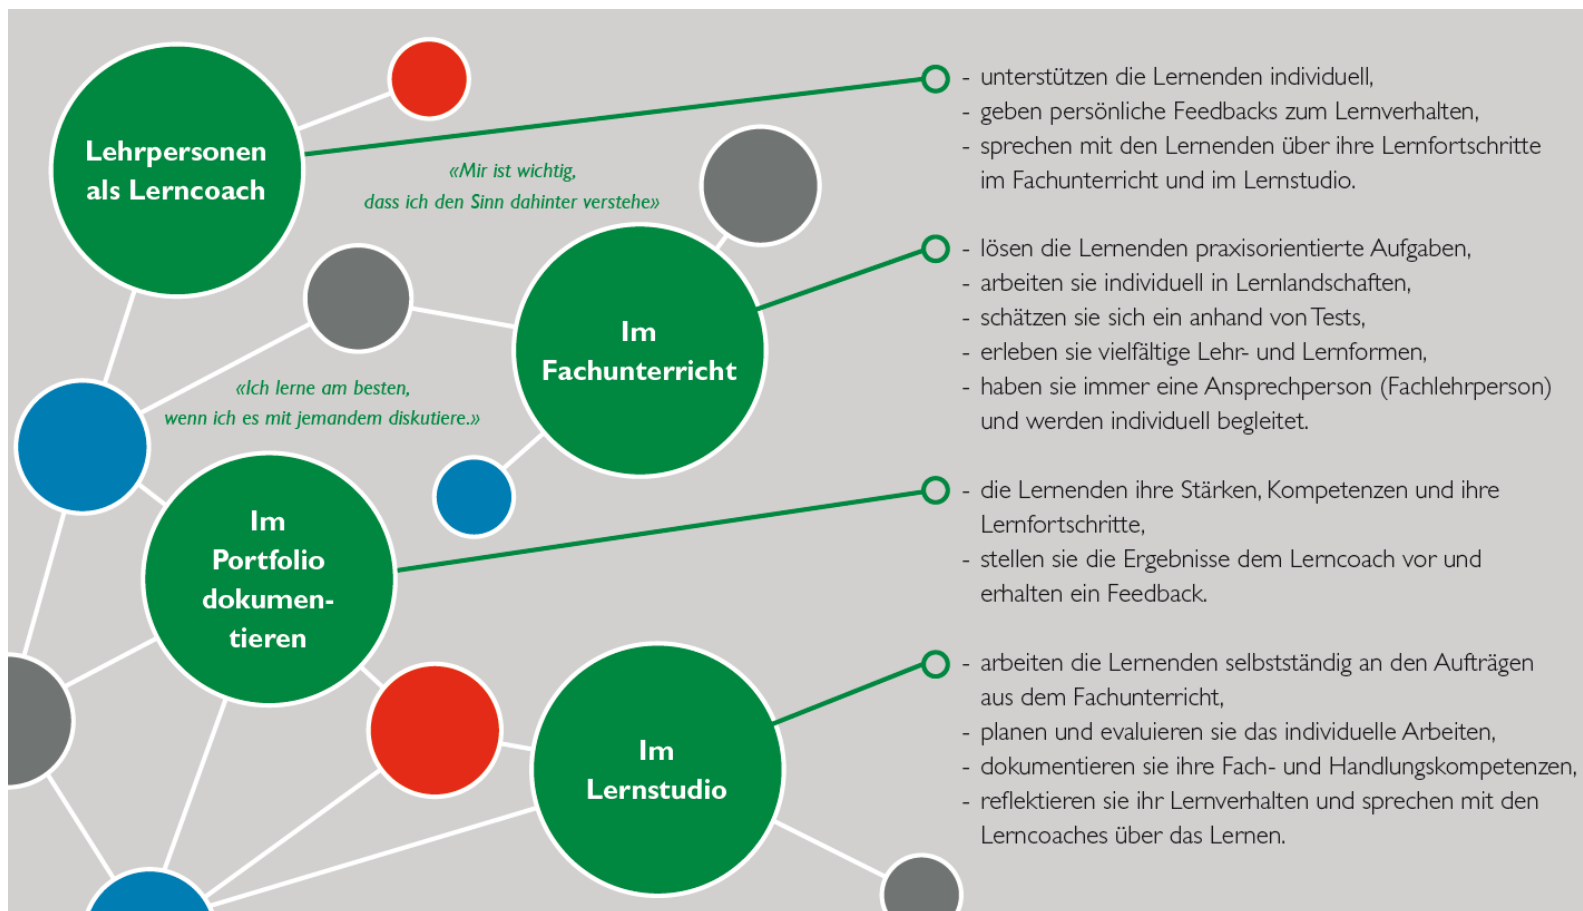 Lehrpersonen
als Lerncoach
- unterstützen die Lernenden individuell,
- geben persönliche Feedbacks zum Lernverhalten,
- sprechen mit den Lernenden über ihre Lernfortschritte
im Fachunterricht und im Lernstudio.
«Mir ist wichtig,
dass ich den Sinn dahinter verstehe»
Im
Fachunterricht
- lösen die Lernenden praxisorientierte Aufgaben,
- arbeiten sie individuell in Lernlandschaften,
- schätzen sie sich ein anhand von Tests,
- erleben sie vielfältige Lehr- und Lernformen,
- haben sie immer eine Ansprechperson (Fachlehrperson)
und werden individuell begleitet.
«Ich lerne am besten,
wenn ich es mit jemandem diskutiere.»
Im
Portfolio
dokumen-
tieren
- die Lernenden ihre Stärken, Kompetenzen und ihre
Lernfortschritte,
- stellen sie die Ergebnisse dem Lerncoach vor und
erhalten ein Feedback.
Im
Lernstudio
- arbeiten die Lernenden selbstständig an den Aufträgen
aus dem Fachunterricht,
- planen und evaluieren sie das individuelle Arbeiten,
- dokumentieren sie ihre Fach- und Handlungskompetenzen,
- reflektieren sie ihr Lernverhalten und sprechen mit den
Lerncoaches über das Lernen.